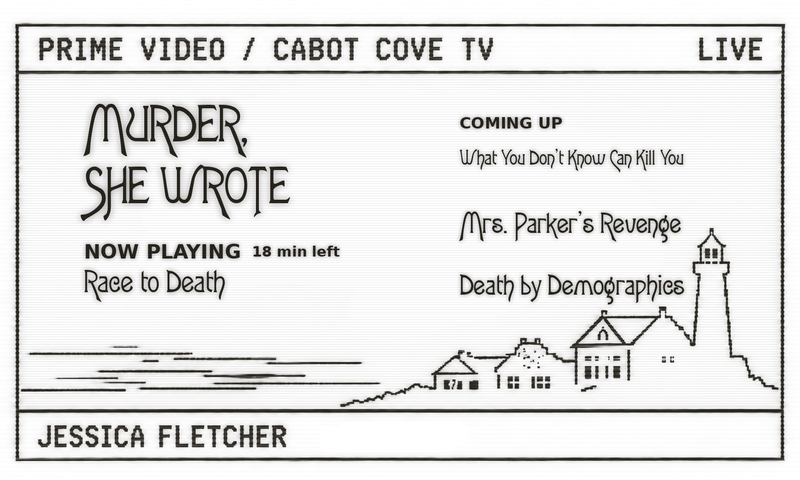 PRIME VIDEO / CABOT COVE TV
LIVE
MURDER,
SHE WROTE
NOW PLAYING 18 min left
Race to Death
COMING UP
What You Don't Know Can Kill You
Mrs. Parker's Revenge
Death by Demographics
JESSICA FLETCHER